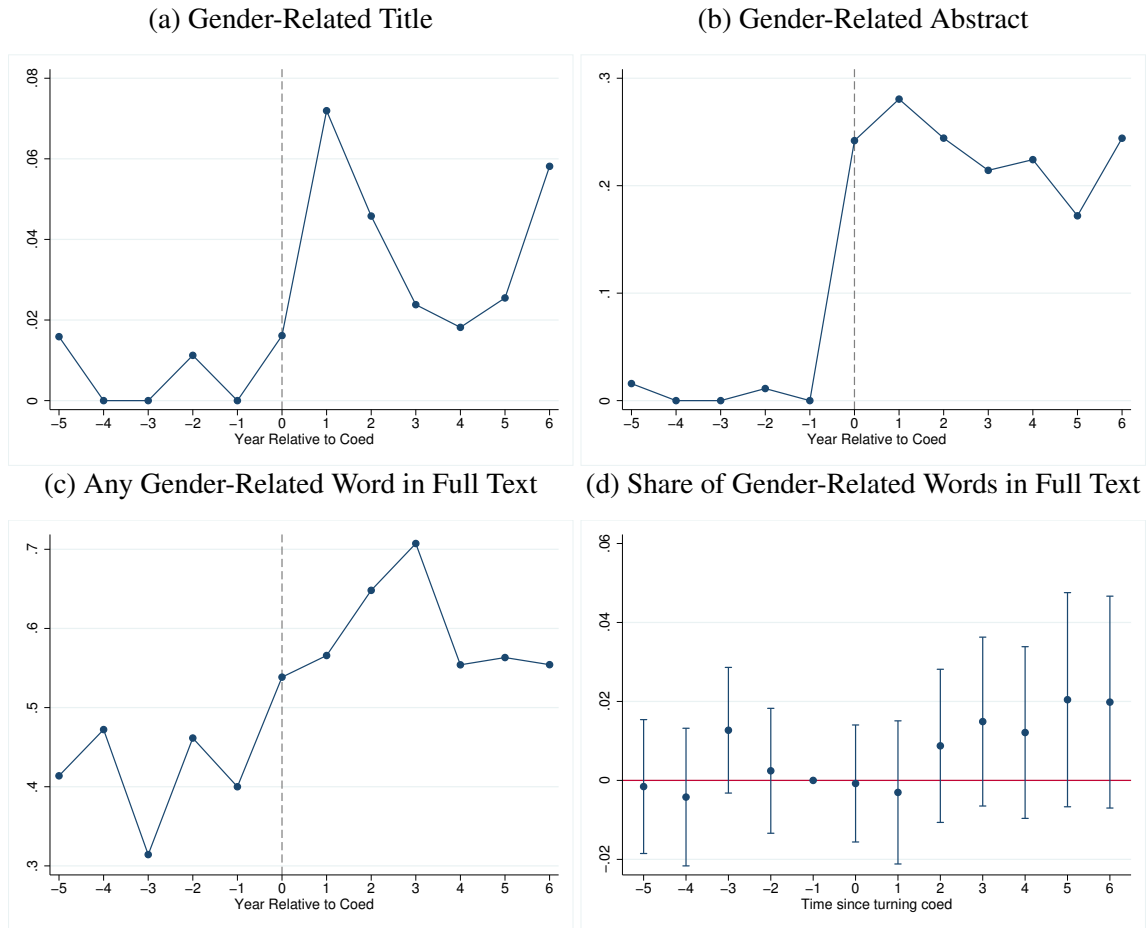 (a) Gender-Related Title
(b) Gender-Related Abstract
.08
.06
.04
.02
0
−5 −4 −3 −2 −1 0 1 2 3 4 5 6
Year Relative to Coed
.3
.2
.1
0
−5 −4 −3 −2 −1 0 1 2 3 4 5 6
Year Relative to Coed
(c) Any Gender-Related Word in Full Text
(d) Share of Gender-Related Words in Full Text
.7
.6
.5
.4
.3
−5 −4 −3 −2 −1 0 1 2 3 4 5 6
Year Relative to Coed
.06
.04
.02
0
−.02
−5 −4 −3 −2 −1 0 1 2 3 4 5 6
Time since turning coed